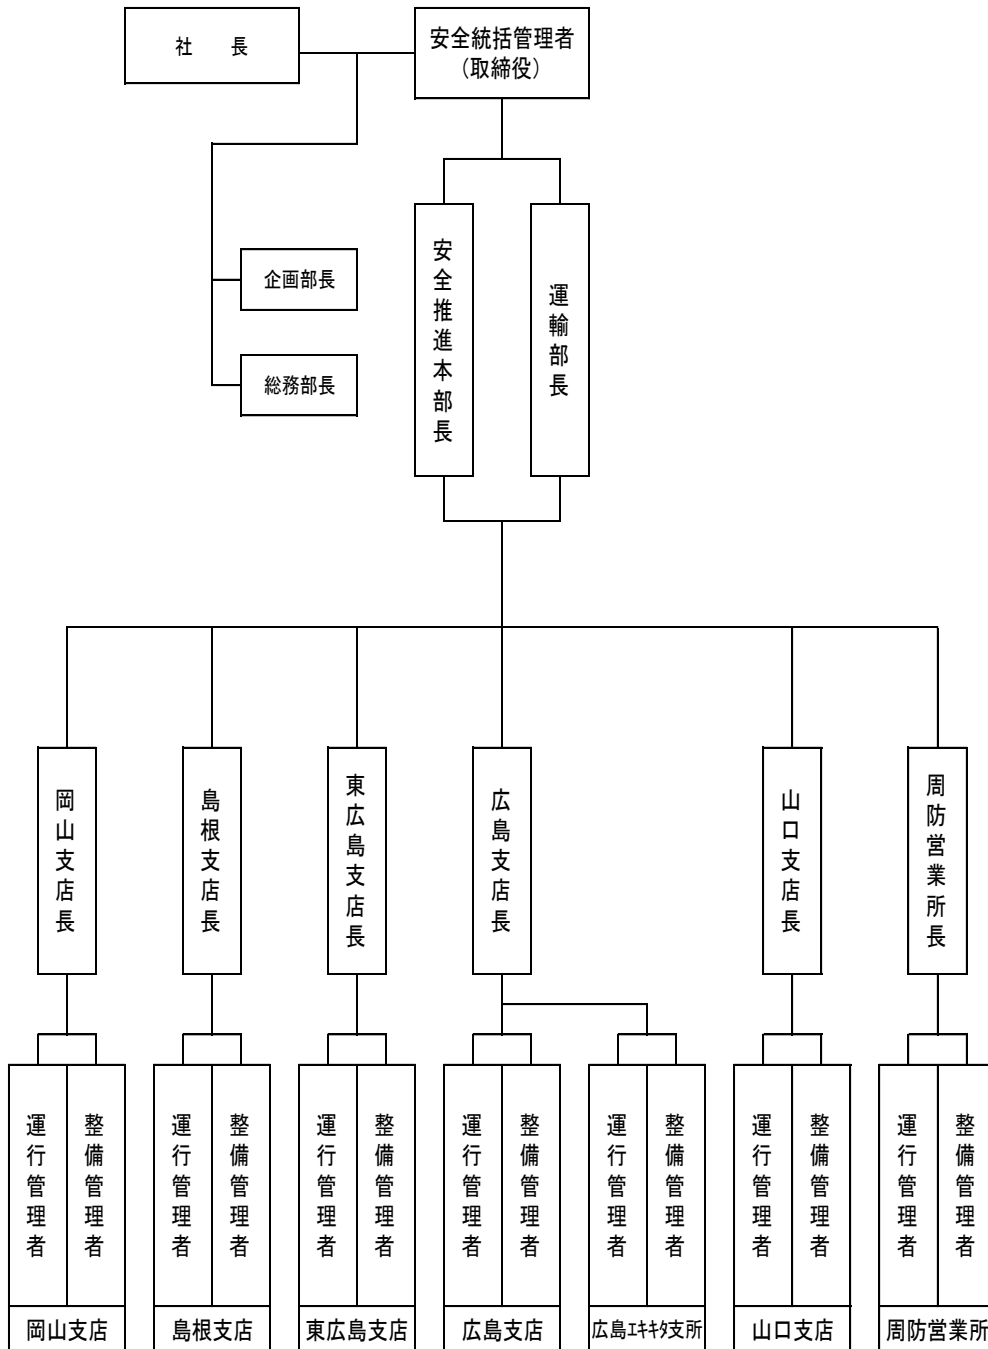 社　　長
安全統括管理者
（取締役）
企画部長
総務部長
安全推進本部長
運輸部長
岡山支店長
島根支店長
東広島支店長
広島支店長
山口支店長
周防営業所長
運行管理者
整備管理者
運行管理者
整備管理者
運行管理者
整備管理者
運行管理者
整備管理者
運行管理者
整備管理者
運行管理者
整備管理者
運行管理者
整備管理者
岡山支店
島根支店
東広島支店
広島支店
広島ｴｷｷﾀ支所
山口支店
周防営業所